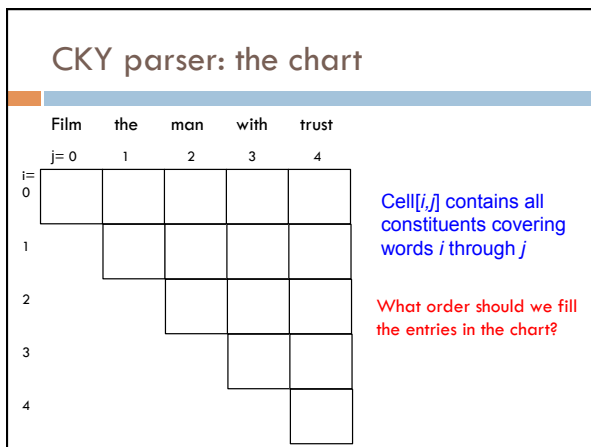 CKY parser: the chart
Film the man with trust
j= 0 1 2 3 4
i=
0
1
2
3
4
Cell[i,j] contains all
constituents covering
words i through j
What order should we fill
the entries in the chart?